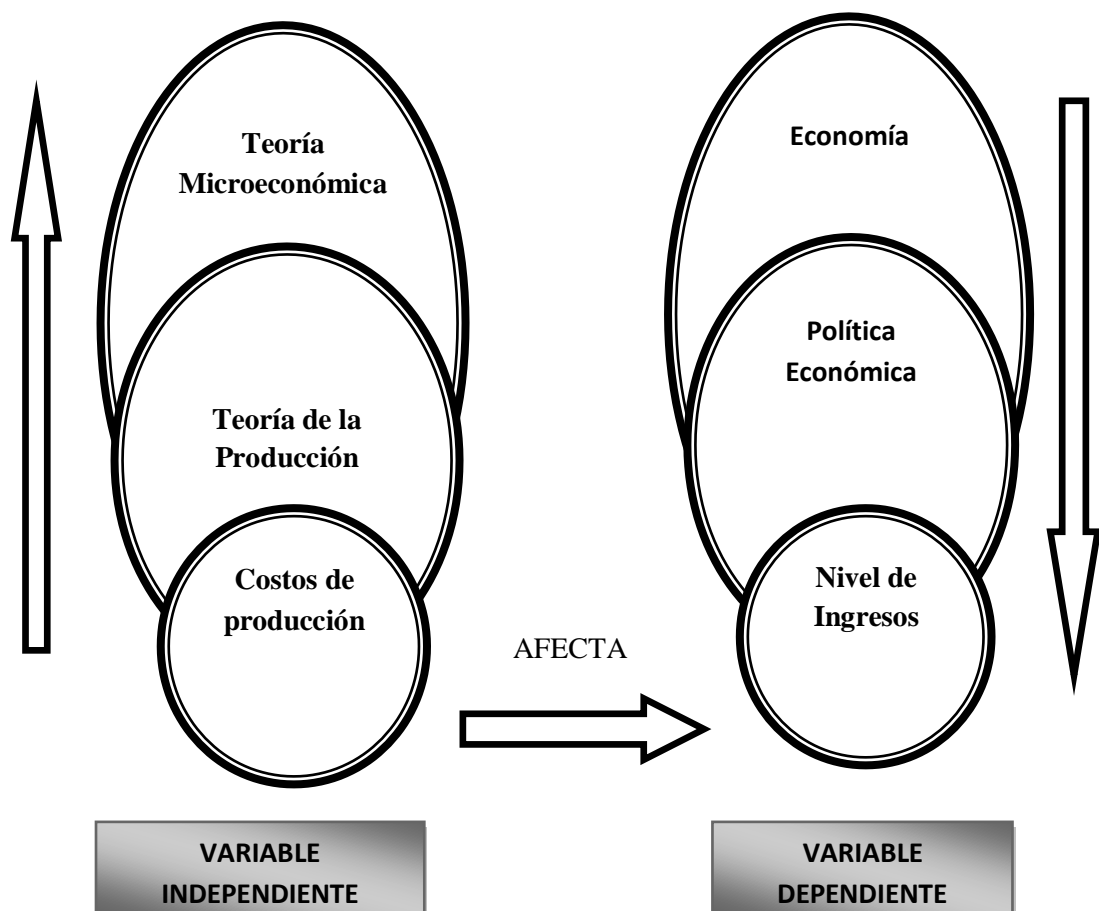 Teoría
Microeconómica
Teoría de la
Producción
Costos de
producción
AFECTA
Economía
Política
Económica
Nivel de
Ingresos
VARIABLE
INDEPENDIENTE
VARIABLE
DEPENDIENTE